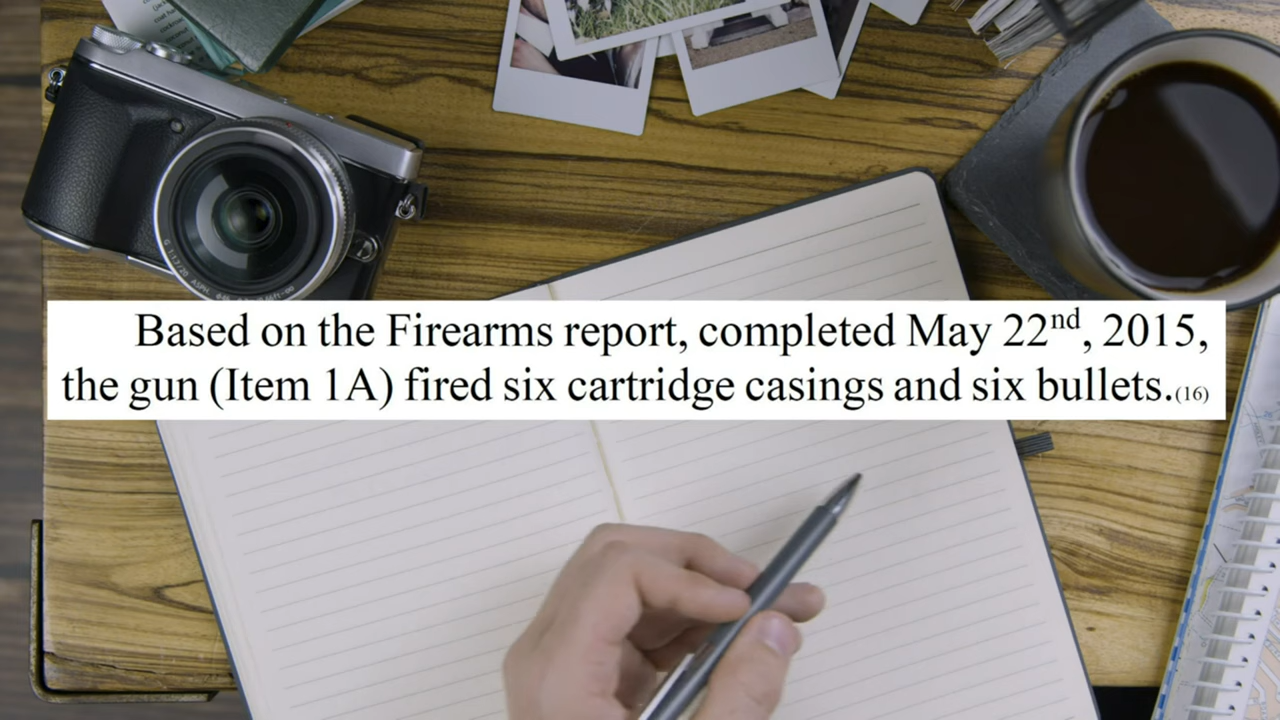 Based on the Firearms report, completed May 22nd, 2015,
the gun (Item 1A) fired six cartridge casings and six bullets.(16)